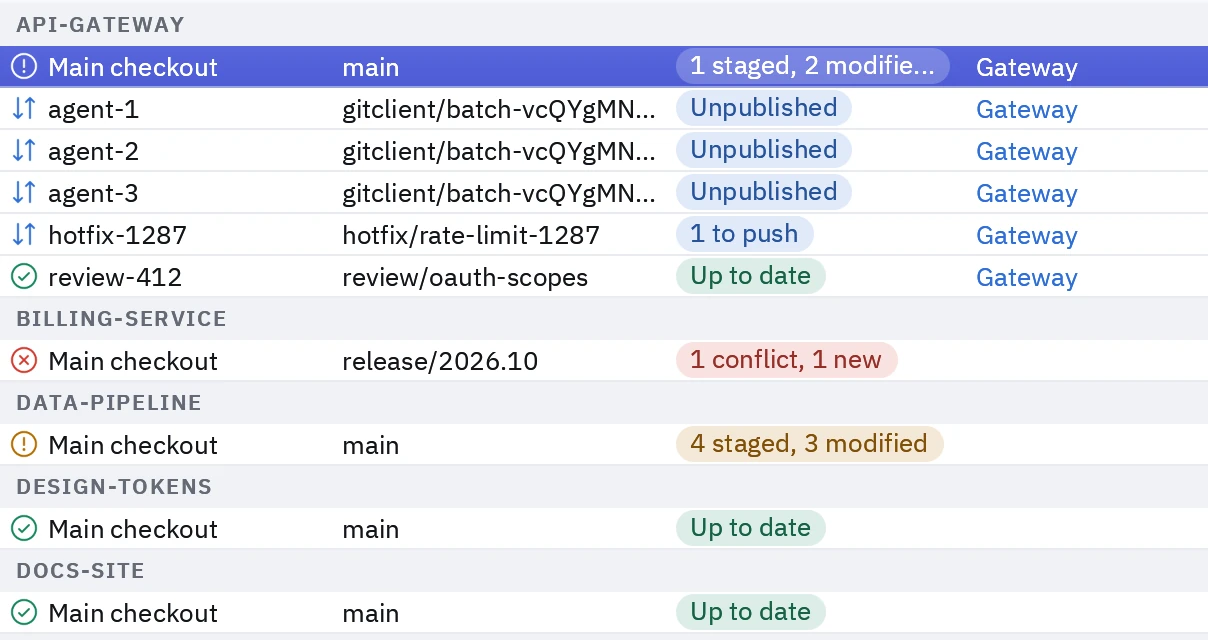 API-GATEWAY
Main checkout main 1 staged, 2 modifie... Gateway
agent-1 gitclient/batch-vcQYgMN... Unpublished Gateway
agent-2 gitclient/batch-vcQYgMN... Unpublished Gateway
agent-3 gitclient/batch-vcQYgMN... Unpublished Gateway
hotfix-1287 hotfix/rate-limit-1287 1 to push Gateway
review-412 review/oauth-scopes Up to date Gateway
BILLING-SERVICE
Main checkout release/2026.10 1 conflict, 1 new
DATA-PIPELINE
Main checkout main 4 staged, 3 modified
DESIGN-TOKENS
Main checkout main Up to date
DOCS-SITE
Main checkout main Up to date